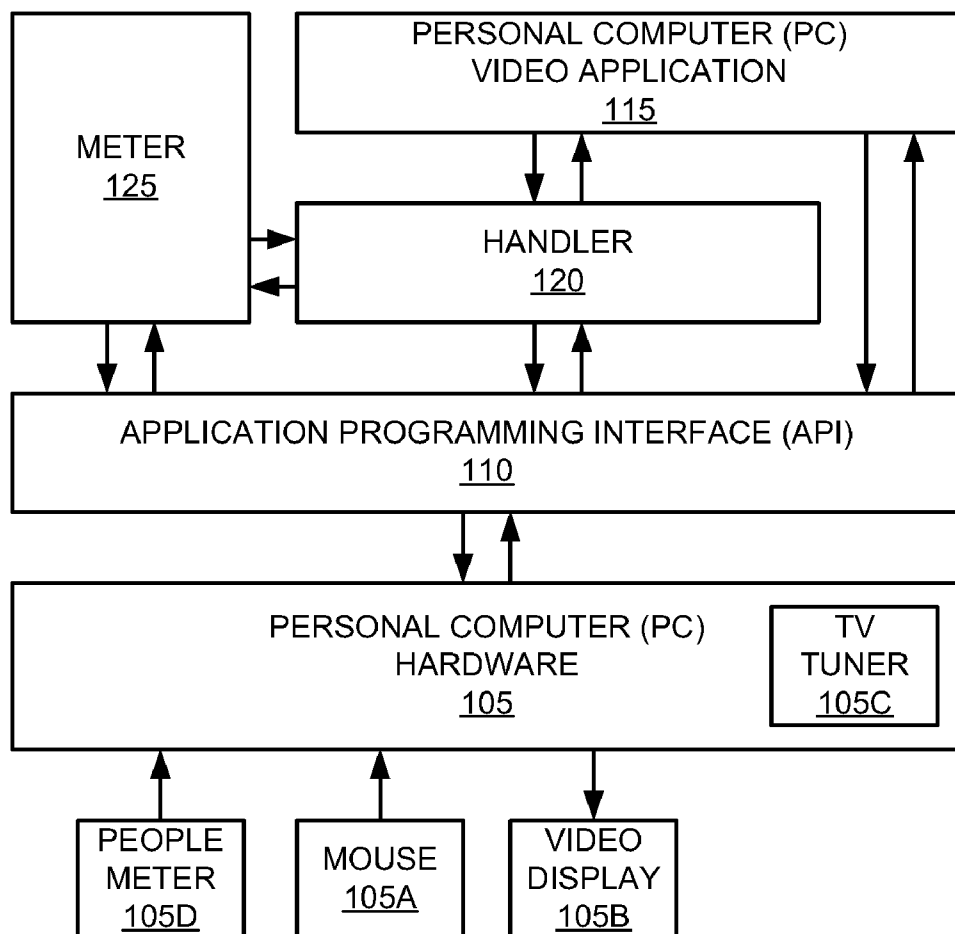 PERSONAL COMPUTER (PC)
VIDEO APPLICATION
115
METER
125
HANDLER
120
APPLICATION PROGRAMMING INTERFACE (API)
110
PERSONAL COMPUTER (PC)
HARDWARE
105
TV
TUNER
105C
PEOPLE
METER
105D
MOUSE
105A
VIDEO
DISPLAY
105B